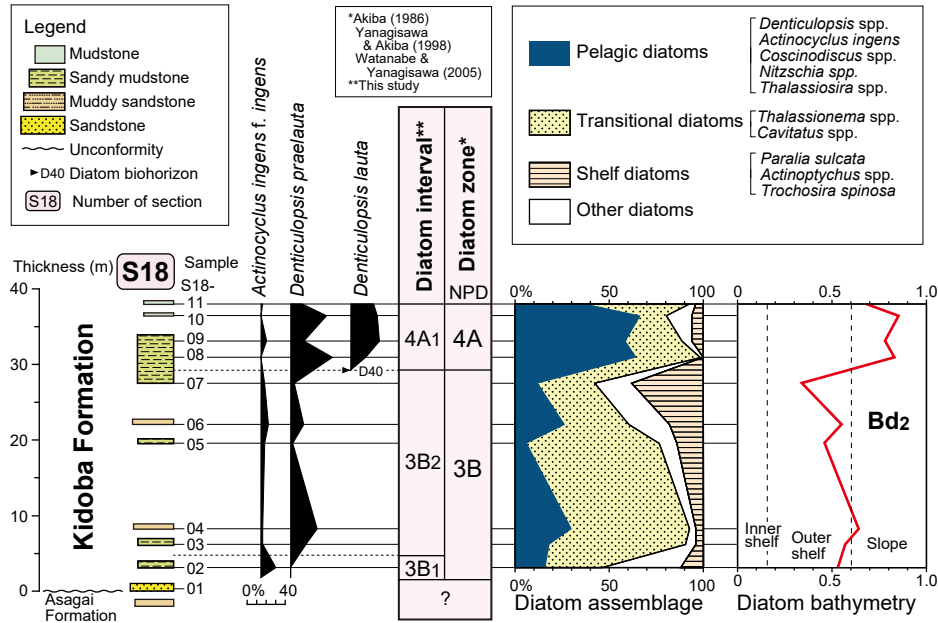 Legend
Mudstone
Sandy mudstone
Muddy sandstone
Sandstone
Unconformity
D40 Diatom biohorizon
S18 Number of section
*Akiba (1986)
Yanagisawa
& Akiba (1998)
Watanabe &
Yanagisawa (2005)
**This study
Pelagic diatoms
Denticulopsis spp.
Actinocyclus ingens
Coscinodiscus spp.
Nitzschia spp.
Thalassiosira spp.
Transitional diatoms
Thalassionema spp.
Cavitatus spp.
Shelf diatoms
Paralia sulcata
Actinoptychus spp.
Trochosira spinosa
Other diatoms
Thickness (m)
S18
Sample
S18-
Actinocyclus ingens f. ingens
Denticulopsis praelauta
Denticulopsis lauta
Diatom interval**
Diatom zone*
NPD
40
30
20
10
0
Kidoba Formation
Asagai
Formation
11
10
09
08
07
06
05
04
03
02
01
D40
0% 40
4A1
4A
3B2
3B
3B1
?
0% 50 100
0% 50 100
Diatom assemblage
0 0.5 1.0
Bd2
Inner
shelf
Outer
shelf
Slope
0 0.5 1.0
Diatom bathymetry